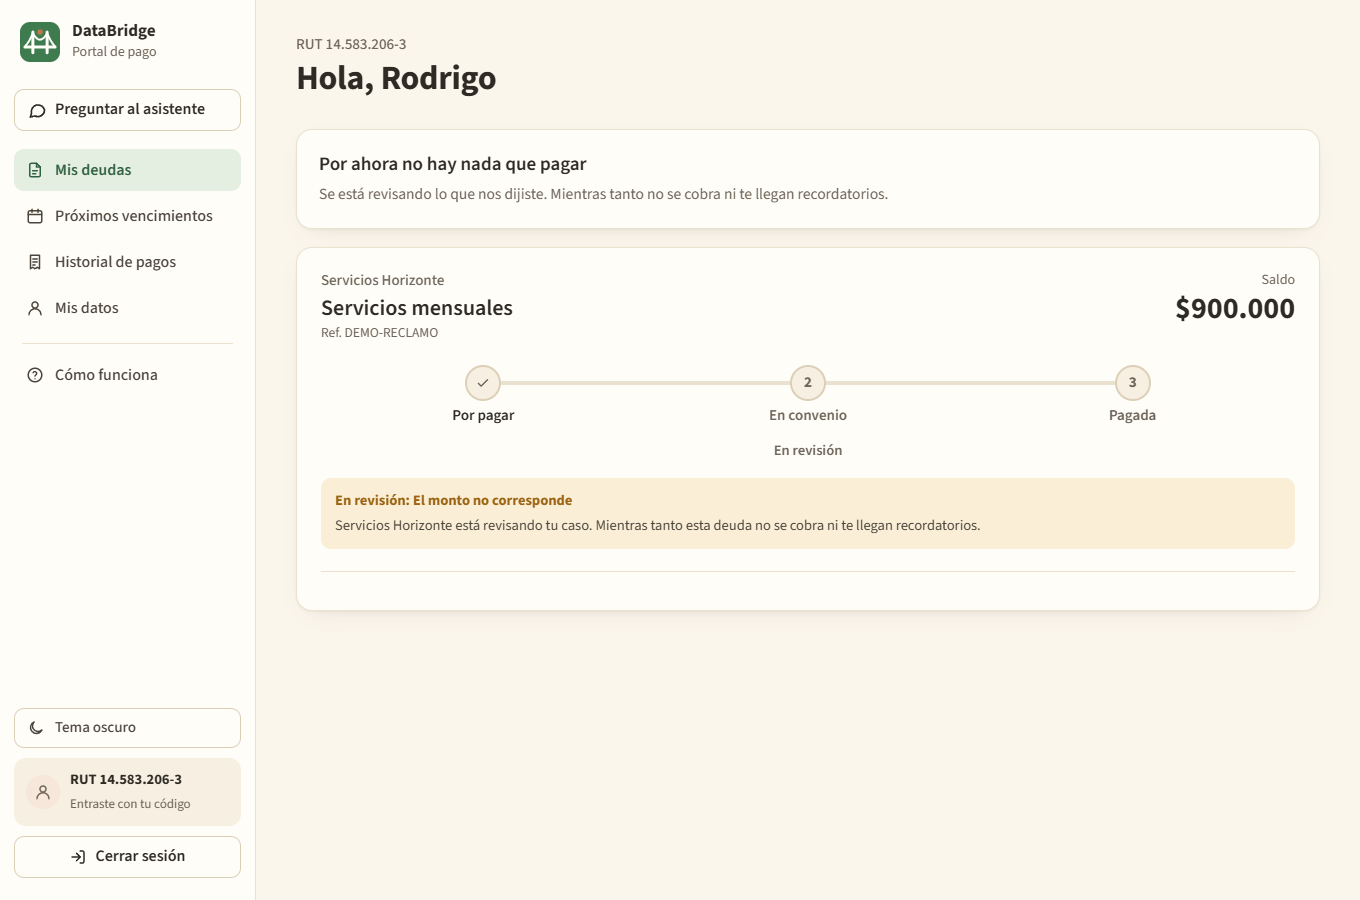 DataBridge
Portal de pago
Preguntar al asistente
Mis deudas
Próximos vencimientos
Historial de pagos
Mis datos
Cómo funciona
Tema oscuro
RUT 14.583.206-3
Entraste con tu código
Cerrar sesión
RUT 14.583.206-3
Hola, Rodrigo
Por ahora no hay nada que pagar
Se está revisando lo que nos dijiste. Mientras tanto no se cobra ni te llegan recordatorios.
Servicios Horizonte
Servicios mensuales
Ref. DEMO-RECLAMO
Saldo
$900.000
2
3
Por pagar
En convenio
Pagada
En revisión
En revisión: El monto no corresponde
Servicios Horizonte está revisando tu caso. Mientras tanto esta deuda no se cobra ni te llegan recordatorios.